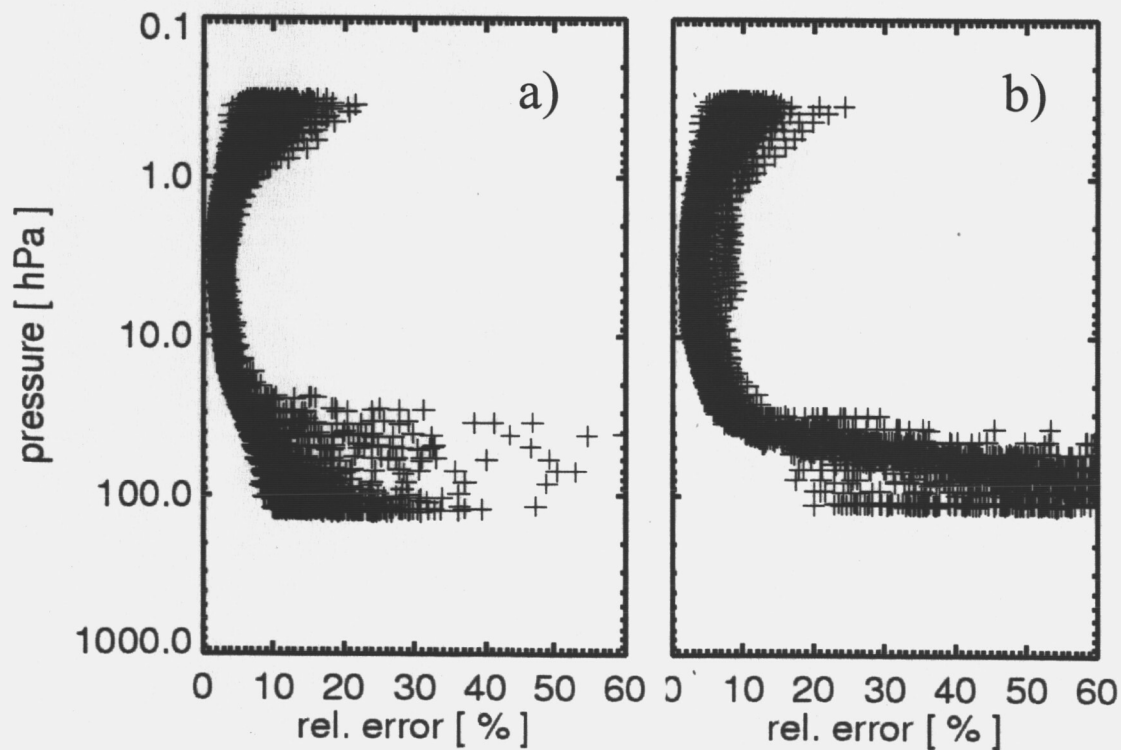 0.1
1.0
10.0
100.0
1000.0
pressure [ hPa ]
a)
b)
0 10 20 30 40 50 60
0 10 20 30 40 50 60
rel. error [ % ]
rel. error [ % ]